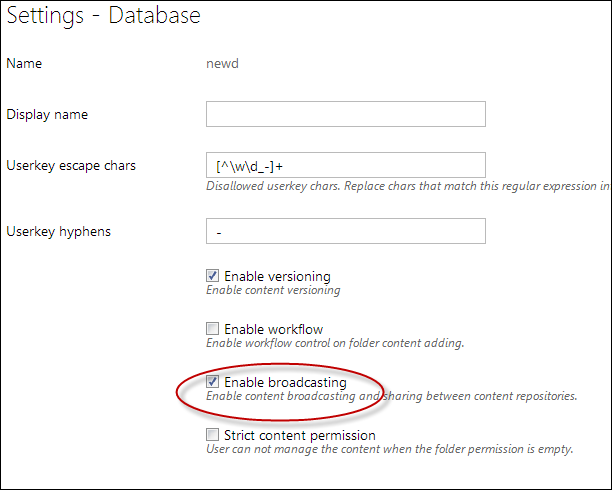 Settings - Database
Name newd
Display name
Userkey escape chars [^\w\d_-]+
Disallowed userkey chars. Replace chars that match this regular expression in
Userkey hyphens -
Enable versioning
Enable content versioning
Enable workflow
Enable workflow control on folder content adding.
Enable broadcasting
Enable content broadcasting and sharing between content repositories.
Strict content permission
User can not manage the content when the folder permission is empty.